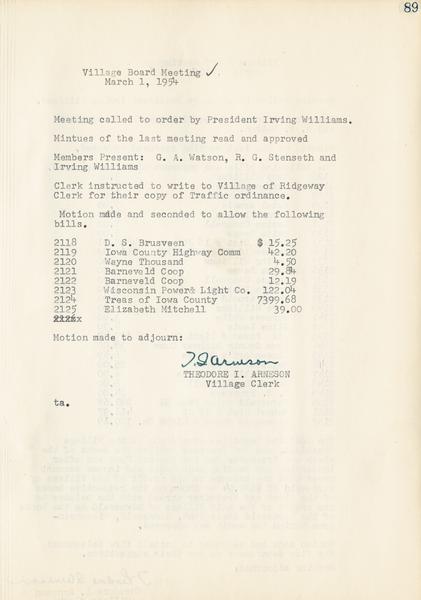 89
Village Board Meeting ✓
March 1, 1954
Meeting called to order by President Irving Williams.
Mintues of the last meeting read and approved
Members Present: G. A. Watson, R. G. Stenseth and
Irving Williams
Clerk instructed to write to Village of Ridgeway
Clerk for their copy of Traffic ordinance.
Motion made and seconded to allow the following
bills.
2118 D. S. Brusveen $ 15.25
2119 Iowa County Highway Comm 42.20
2120 Wayne Thousand 4.50
2121 Barneveld Coop 29.84
2122 Barneveld Coop 12.19
2123 Wisconsin Power& Light Co. 122.04
2124 Treas of Iowa County 7399.68
2125 Elizabeth Mitchell 39.00
Motion made to adjourn:
T I Arneson
THEODORE I. ARNESON
Village Clerk
ta.